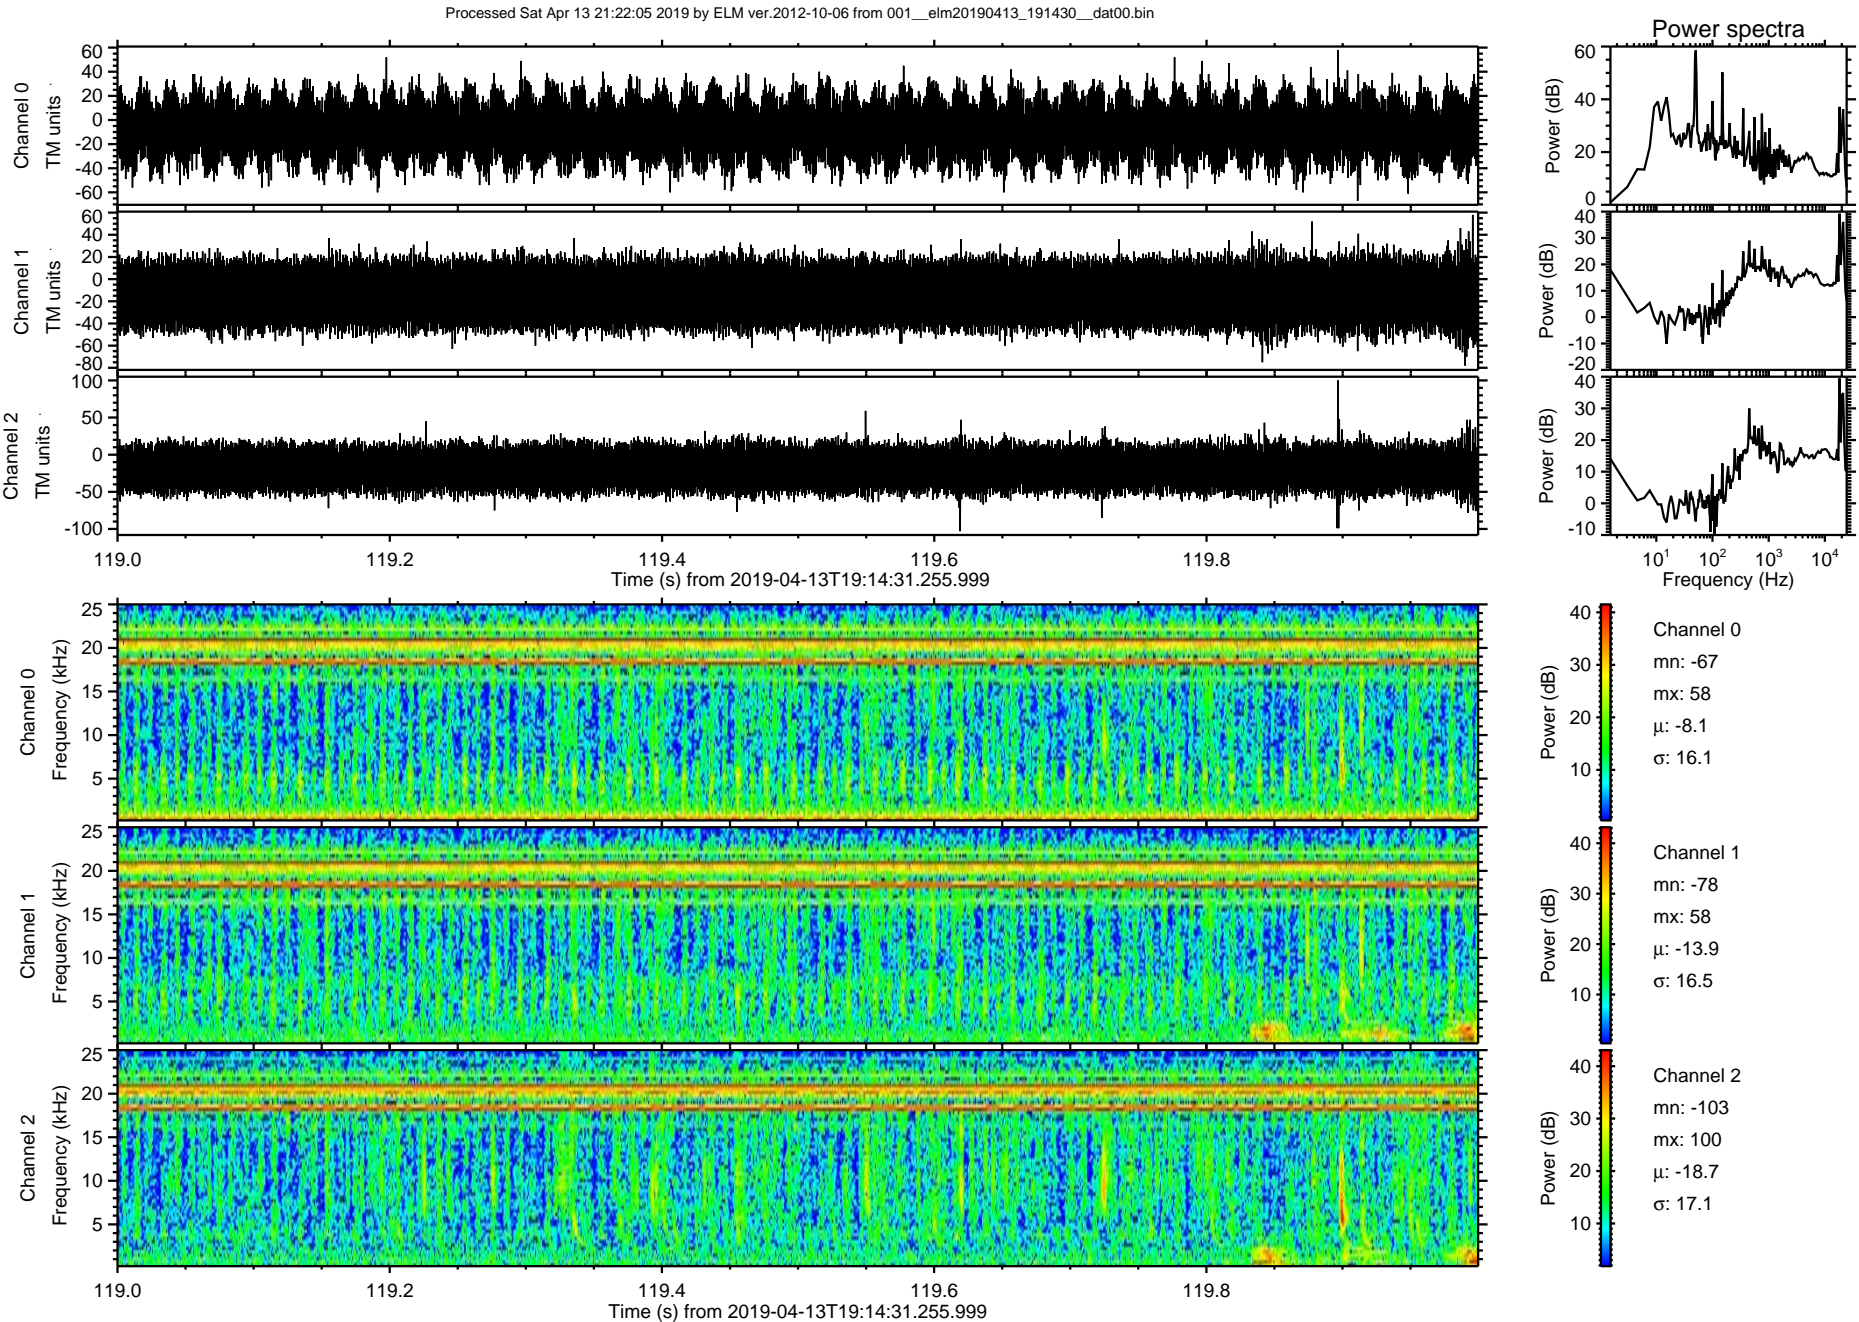 Processed Sat Apr 13 21:22:05 2019 by ELM ver.2012-10-06 from 001__elm20190413_191430__dat00.bin
Power spectra
Channel 0
TM units
60
40
20
0
-20
-40
-60
Power (dB)
60
40
20
0
Channel 1
TM units
60
40
20
0
-20
-40
-60
-80
Power (dB)
40
30
20
10
0
-10
-20
Channel 2
TM units
100
50
0
-50
-100
Power (dB)
40
30
20
10
0
-10
119.0 119.2 119.4 119.6 119.8
Time (s) from 2019-04-13T19:14:31.255.999
10¹ 10² 10³ 10⁴
Frequency (Hz)
Channel 0
Frequency (kHz)
25
20
15
10
5
Power (dB)
40
30
20
10
Channel 0
mn: -67
mx: 58
µ: -8.1
σ: 16.1
Channel 1
Frequency (kHz)
25
20
15
10
5
Power (dB)
40
30
20
10
Channel 1
mn: -78
mx: 58
µ: -13.9
σ: 16.5
Channel 2
Frequency (kHz)
25
20
15
10
5
Power (dB)
40
30
20
10
Channel 2
mn: -103
mx: 100
µ: -18.7
σ: 17.1
119.0 119.2 119.4 119.6 119.8
Time (s) from 2019-04-13T19:14:31.255.999